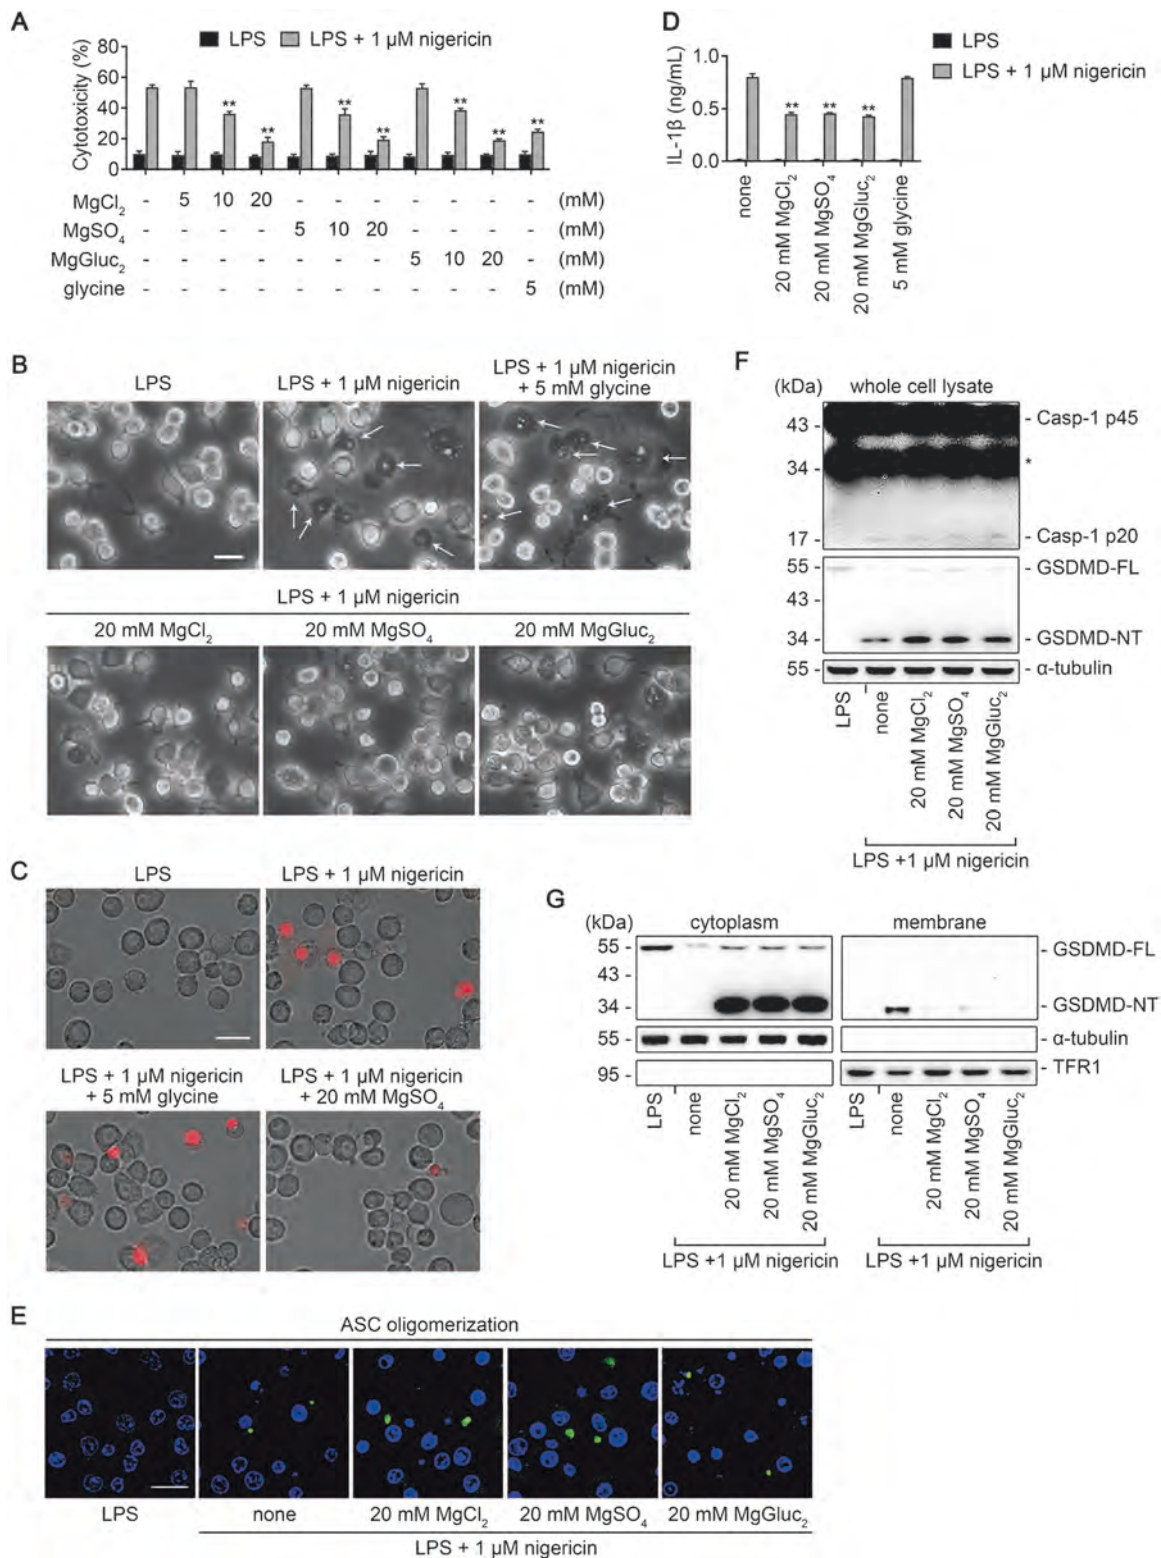 A
LPS
LPS + 1 µM nigericin
Cytotoxicity (%)
80
60
40
20
0
** ** ** ** ** ** **
MgCl₂ - 5 10 20 - - - - - - - (mM)
MgSO₄ - - - - 5 10 20 - - - - (mM)
MgGluc₂ - - - - - - - 5 10 20 - (mM)
glycine - - - - - - - - - - 5 (mM)
D
LPS
LPS + 1 µM nigericin
IL-1β (ng/mL)
1.0
0.5
0.0
** ** **
none
20 mM MgCl₂
20 mM MgSO₄
20 mM MgGluc₂
5 mM glycine
B
LPS
LPS + 1 µM nigericin
LPS + 1 µM nigericin
+ 5 mM glycine
LPS + 1 µM nigericin
20 mM MgCl₂
20 mM MgSO₄
20 mM MgGluc₂
F
(kDa) whole cell lysate
43 - - Casp-1 p45
34 - *
17 - - Casp-1 p20
55 - - GSDMD-FL
43 -
34 - - GSDMD-NT
55 - - α-tubulin
LPS
none
20 mM MgCl₂
20 mM MgSO₄
20 mM MgGluc₂
LPS +1 µM nigericin
C
LPS
LPS + 1 µM nigericin
LPS + 1 µM nigericin
+ 5 mM glycine
LPS + 1 µM nigericin
+ 20 mM MgSO₄
G
(kDa) cytoplasm membrane
55 - - GSDMD-FL
43 -
34 - - GSDMD-NT
55 - - α-tubulin
95 - - TFR1
LPS
none
20 mM MgCl₂
20 mM MgSO₄
20 mM MgGluc₂
LPS
none
20 mM MgCl₂
20 mM MgSO₄
20 mM MgGluc₂
LPS +1 µM nigericin
LPS +1 µM nigericin
E
ASC oligomerization
LPS
none
20 mM MgCl₂
20 mM MgSO₄
20 mM MgGluc₂
LPS + 1 µM nigericin